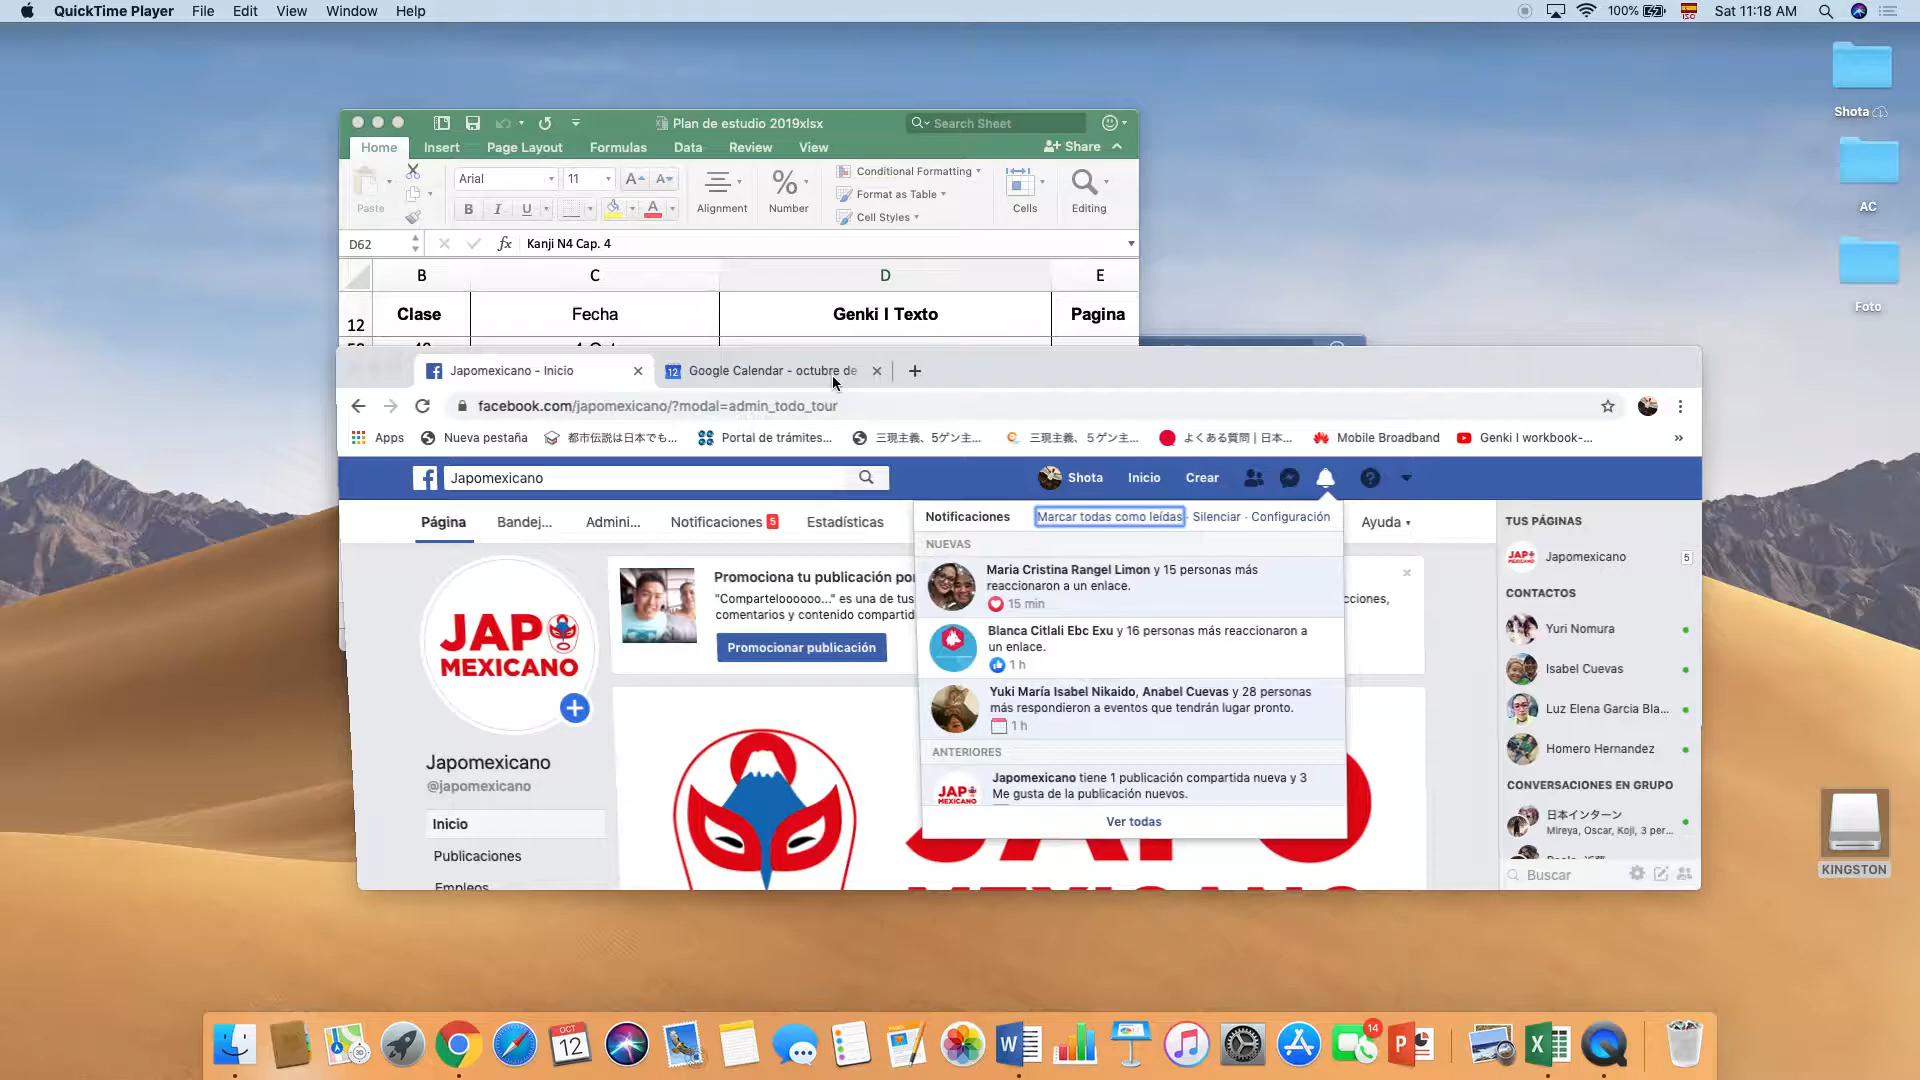 QuickTime Player File Edit View Window Help
100% ISO Sat 11:18 AM
Shota
AC
Foto
KINGSTON
Plan de estudio 2019xlsx
Search Sheet
Home Insert Page Layout Formulas Data Review View
Share
Paste
Arial 11
B I U
Alignment
Number
Conditional Formatting
Format as Table
Cell Styles
Cells
Editing
D62 fx Kanji N4 Cap. 4
B C D E
12 Clase Fecha Genki I Texto Pagina
Japomexicano - Inicio
12 Google Calendar - octubre de
facebook.com/japomexicano/?modal=admin_todo_tour
Apps Nueva pestaña 都市伝説は日本でも... Portal de trámites... 三現主義、5ゲン主... 三現主義、5ゲン主... よくある質問 | 日本... Mobile Broadband Genki I workbook-... »
Japomexicano
Shota Inicio Crear
Página Bandej... Admini... Notificaciones 5 Estadísticas Ayuda
Notificaciones Marcar todas como leídas · Silenciar · Configuración
NUEVAS
Maria Cristina Rangel Limon y 15 personas más
reaccionaron a un enlace.
15 min
Blanca Citlali Ebc Exu y 16 personas más reaccionaron a
un enlace.
1 h
Yuki María Isabel Nikaido, Anabel Cuevas y 28 personas
más respondieron a eventos que tendrán lugar pronto.
1 h
ANTERIORES
Japomexicano tiene 1 publicación compartida nueva y 3
Me gusta de la publicación nuevos.
JAPO
MEXICANO
Ver todas
Promociona tu publicación por
"Comparteloooooo..." es una de tus
comentarios y contenido compartid
cciones,
Promocionar publicación
JAP
MEXICANO
Japomexicano
@japomexicano
Inicio
Publicaciones
Empleos
TUS PÁGINAS
Japomexicano 5
CONTACTOS
Yuri Nomura
Isabel Cuevas
Luz Elena Garcia Bla...
Homero Hernandez
CONVERSACIONES EN GRUPO
日本インターン
Mireya, Oscar, Koji, 3 per...
Buscar
OCT
12
14